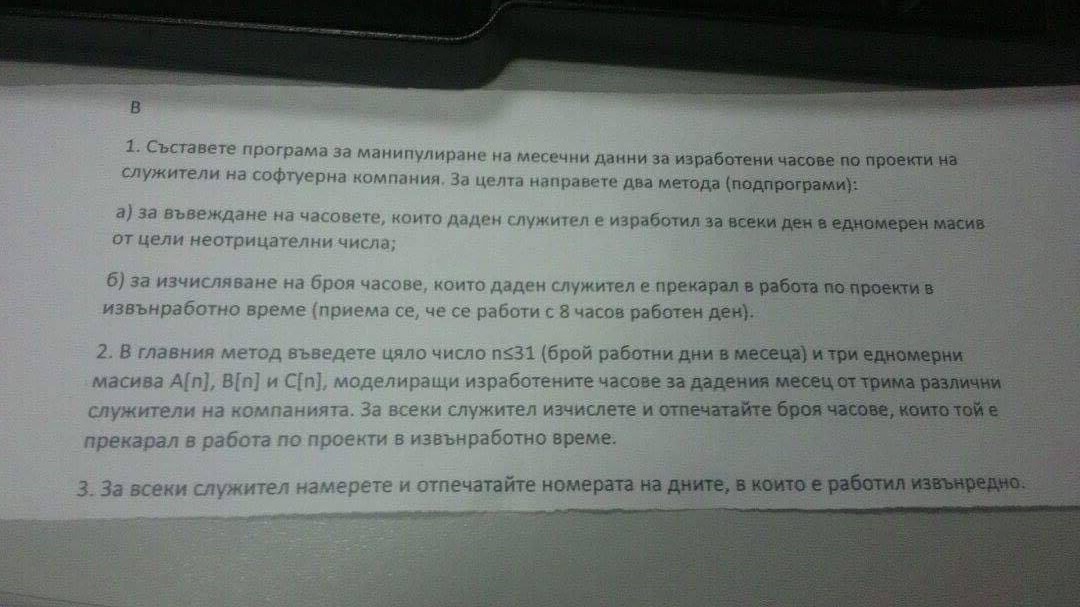 В
1. Съставете програма за манипулиране на месечни данни за изработени часове по проекти на
служители на софтуерна компания. За целта направете два метода (подпрограми):
а) за въвеждане на часовете, които даден служител е изработил за всеки ден в едномерен масив
от цели неотрицателни числа;
б) за изчисляване на броя часове, които даден служител е прекарал в работа по проекти в
извънработно време (приема се, че се работи с 8 часов работен ден).
2. В главния метод въведете цяло число n≤31 (брой работни дни в месеца) и три едномерни
масива A[n], B[n] и C[n], моделиращи изработените часове за дадения месец от трима различни
служители на компанията. За всеки служител изчислете и отпечатайте броя часове, които той е
прекарал в работа по проекти в извънработно време.
3. За всеки служител намерете и отпечатайте номерата на дните, в които е работил извънредно.